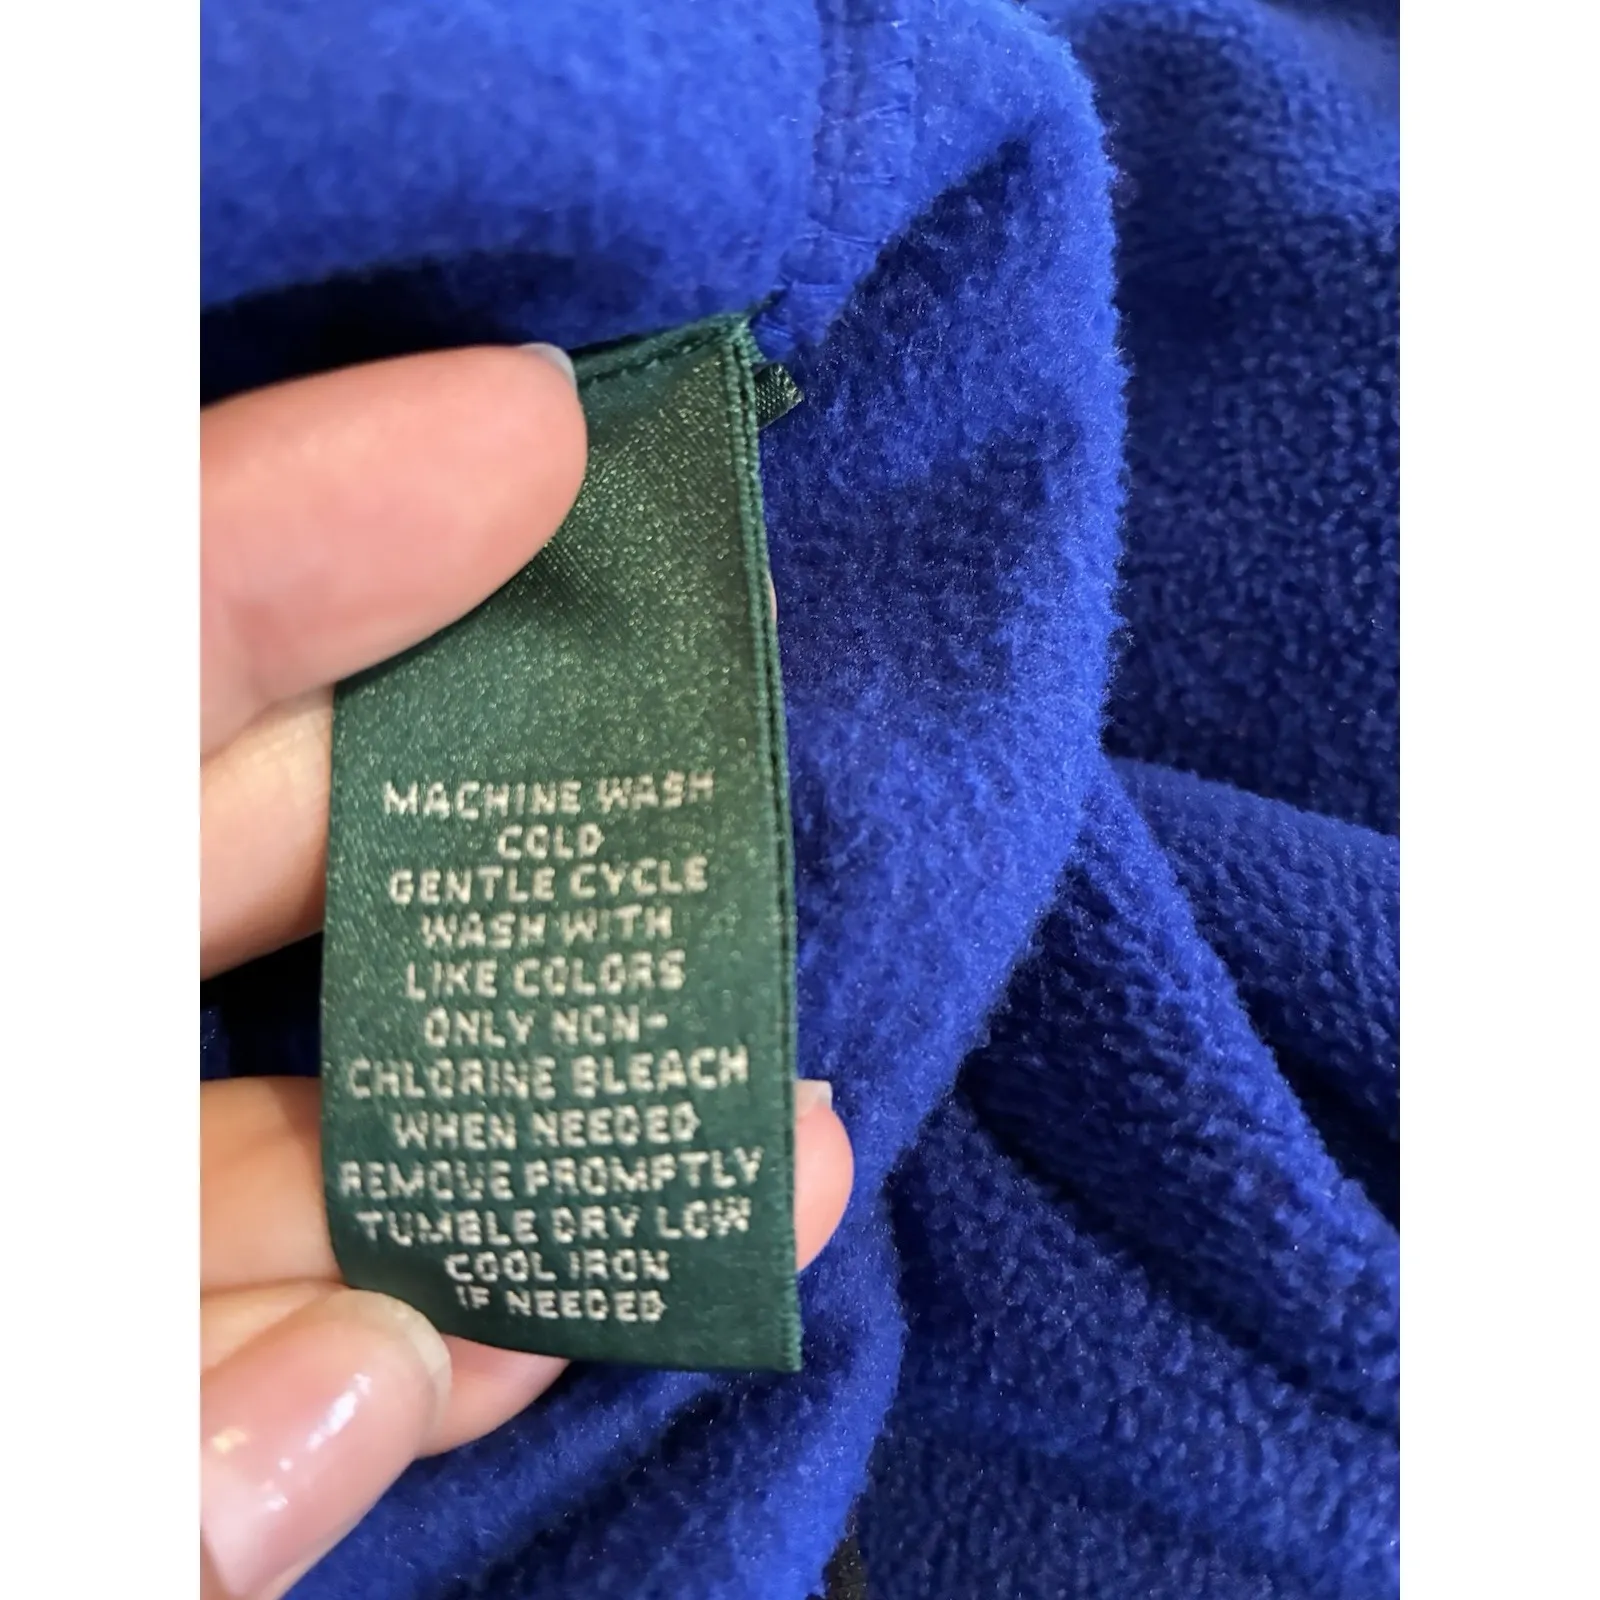 MACHINE WASH
COLD
GENTLE CYCLE
WASH WITH
LIKE COLORS
ONLY NON-
CHLORINE BLEACH
WHEN NEEDED
REMOVE PROMPTLY
TUMBLE DRY LOW
COOL IRON
IF NEEDED